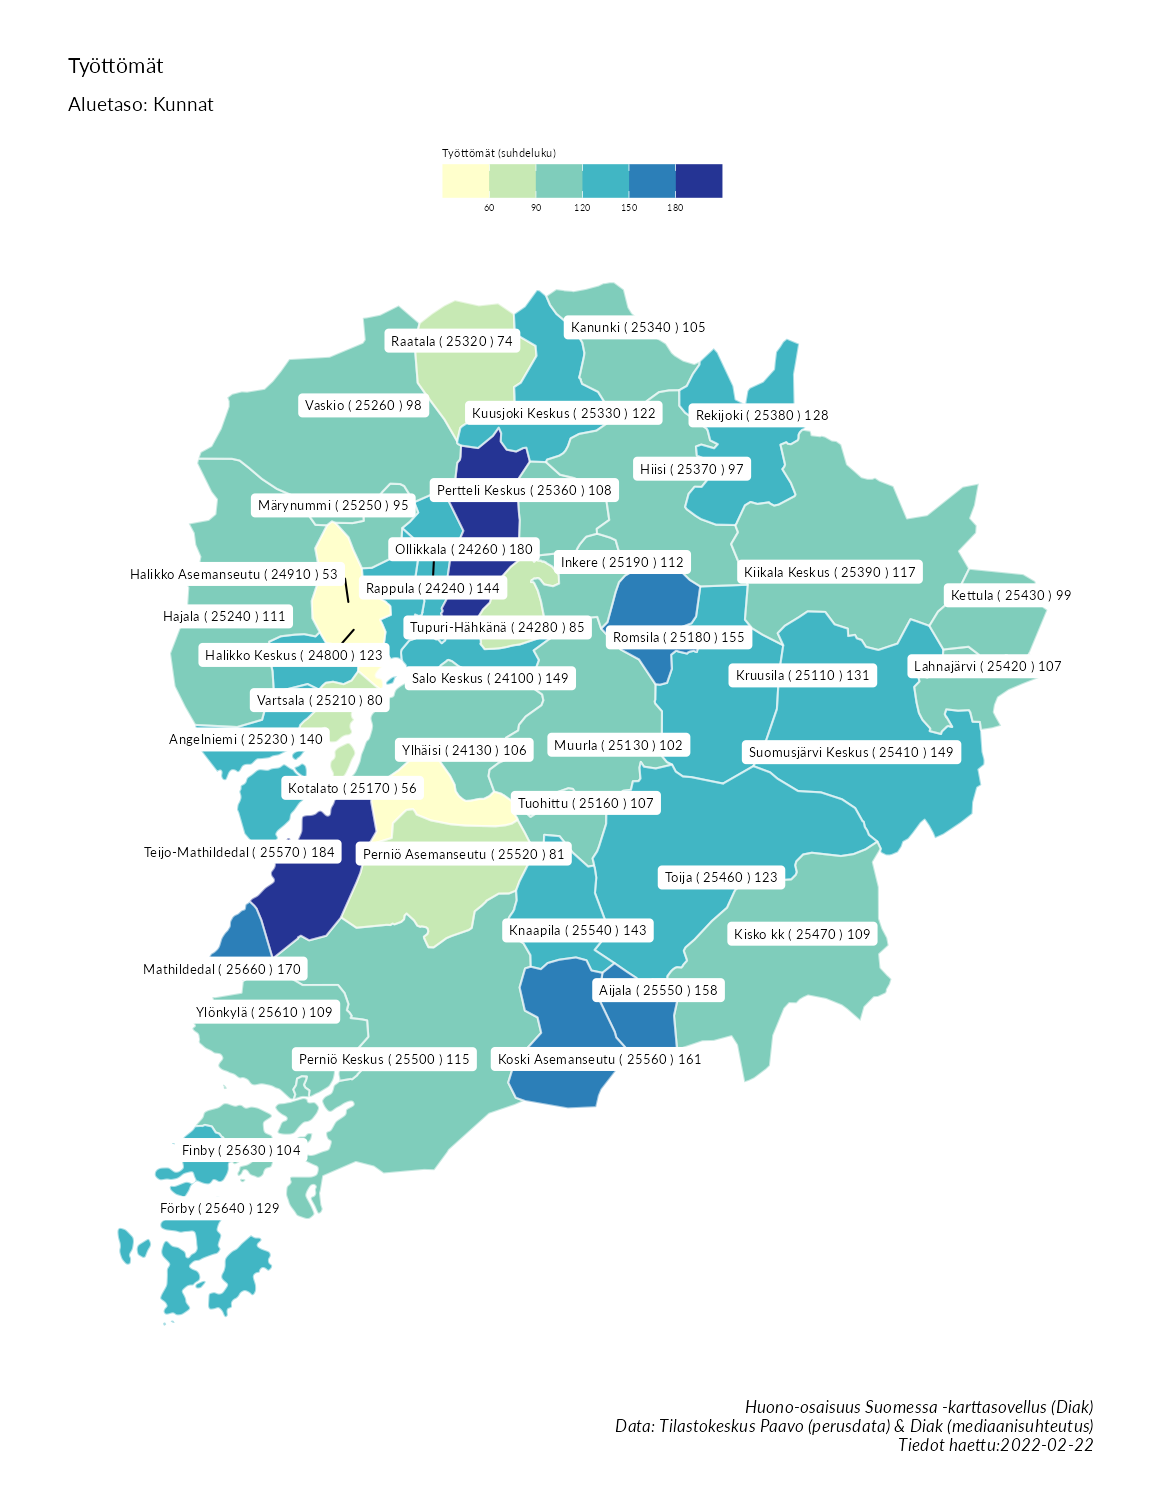 Työttömät
Aluetaso: Kunnat
Työttömät (suhdeluku)
60 90 120 150 180
Kanunki ( 25340 ) 105
Raatala ( 25320 ) 74
Vaskio ( 25260 ) 98
Kuusjoki Keskus ( 25330 ) 122
Rekijoki ( 25380 ) 128
Hiisi ( 25370 ) 97
Pertteli Keskus ( 25360 ) 108
Märynummi ( 25250 ) 95
Ollikkala ( 24260 ) 180
Inkere ( 25190 ) 112
Kiikala Keskus ( 25390 ) 117
Halikko Asemanseutu ( 24910 ) 53
Rappula ( 24240 ) 144
Kettula ( 25430 ) 99
Hajala ( 25240 ) 111
Tupuri-Hähkänä ( 24280 ) 85
Romsila ( 25180 ) 155
Halikko Keskus ( 24800 ) 123
Lahnajärvi ( 25420 ) 107
Salo Keskus ( 24100 ) 149
Kruusila ( 25110 ) 131
Vartsala ( 25210 ) 80
Angelniemi ( 25230 ) 140
Ylhäisi ( 24130 ) 106
Muurla ( 25130 ) 102
Suomusjärvi Keskus ( 25410 ) 149
Kotalato ( 25170 ) 56
Tuohittu ( 25160 ) 107
Teijo-Mathildedal ( 25570 ) 184
Perniö Asemanseutu ( 25520 ) 81
Toija ( 25460 ) 123
Knaapila ( 25540 ) 143
Kisko kk ( 25470 ) 109
Mathildedal ( 25660 ) 170
Aijala ( 25550 ) 158
Ylönkylä ( 25610 ) 109
Perniö Keskus ( 25500 ) 115
Koski Asemanseutu ( 25560 ) 161
Finby ( 25630 ) 104
Förby ( 25640 ) 129
Huono-osaisuus Suomessa -karttasovellus (Diak)
Data: Tilastokeskus Paavo (perusdata) & Diak (mediaanisuhteutus)
Tiedot haettu:2022-02-22